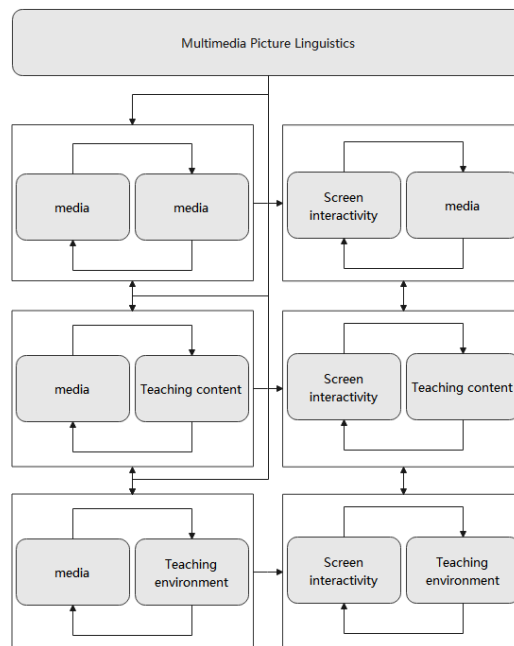 Multimedia Picture Linguistics
media
media
Screen
interactivity
media
media
Teaching content
Screen
interactivity
Teaching content
media
Teaching
environment
Screen
interactivity
Teaching
environment